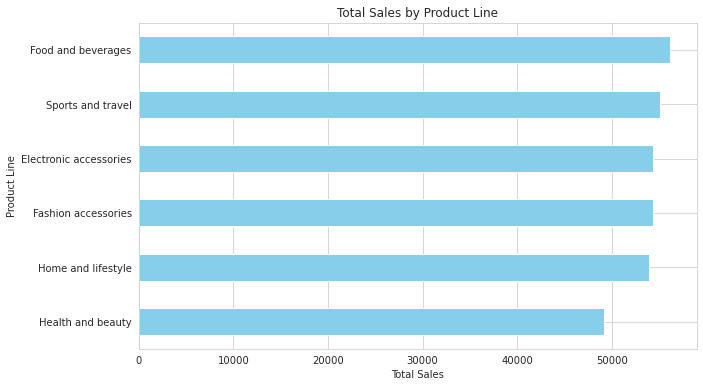 Total Sales by Product Line
Product Line
Food and beverages
Sports and travel
Electronic accessories
Fashion accessories
Home and lifestyle
Health and beauty
0 10000 20000 30000 40000 50000
Total Sales